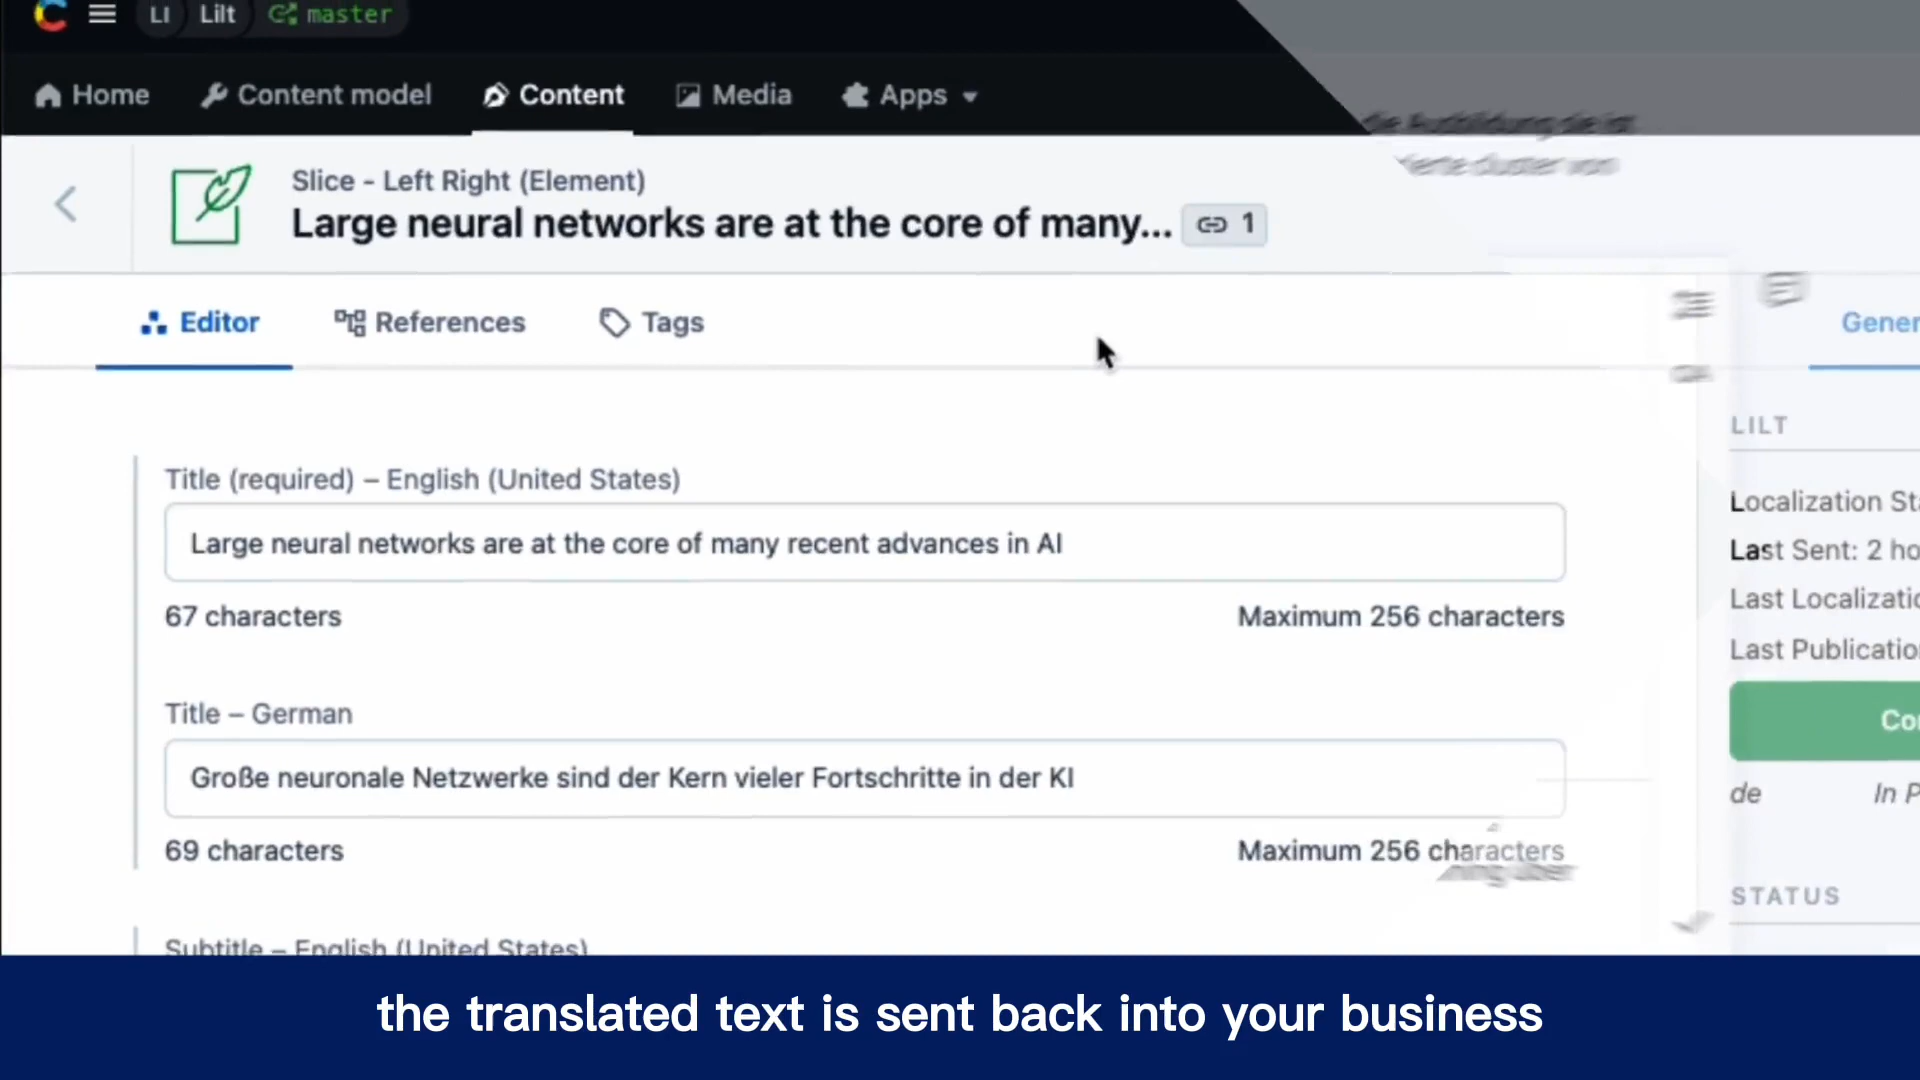 LI Lilt master
Home Content model Content Media Apps
Slice - Left Right (Element)
Large neural networks are at the core of many... 1
Editor References Tags
Gener
LILT
Title (required) – English (United States)
Localization Sta
Large neural networks are at the core of many recent advances in AI
Last Sent: 2 ho
Last Localizatio
67 characters Maximum 256 characters
Last Publication
Title – German
Co
Große neuronale Netzwerke sind der Kern vieler Fortschritte in der KI
de In P
69 characters Maximum 256 characters
STATUS
Subtitle – English (United States)
the translated text is sent back into your business